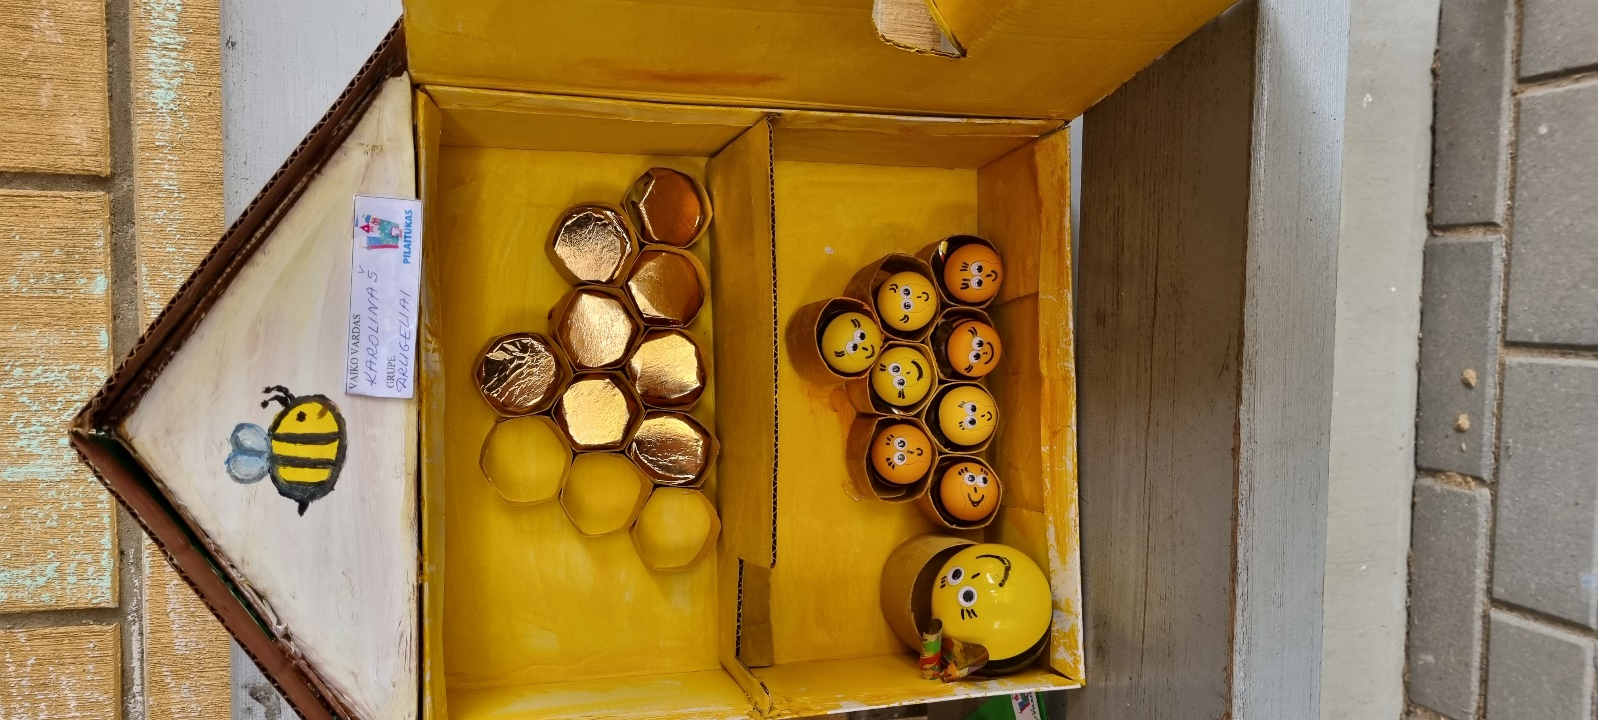 PILAITUKAS
VAIKO VARDAS
KAROLINA Š.
GRUPĖ
DRUGELIAI